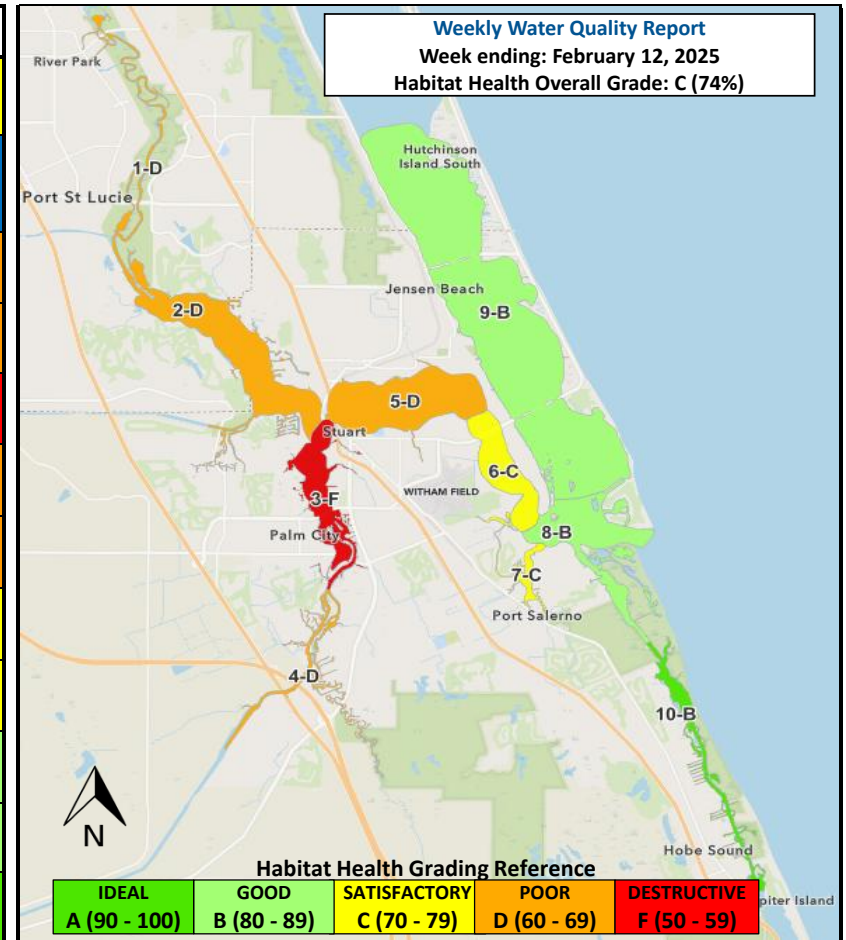 Weekly Water Quality Report
Week ending: February 12, 2025
Habitat Health Overall Grade: C (74%)
River Park
Hutchinson
Island South
1-D
Port St Lucie
Jensen Beach
2-D
9-B
5-D
Stuart
6-C
WITHAM FIELD
3-F
Palm City
8-B
7-C
Port Salerno
4-D
10-B
N
Hobe Sound
Habitat Health Grading Reference
piter Island
IDEAL GOOD SATISFACTORY POOR DESTRUCTIVE
A (90 - 100) B (80 - 89) C (70 - 79) D (60 - 69) F (50 - 59)